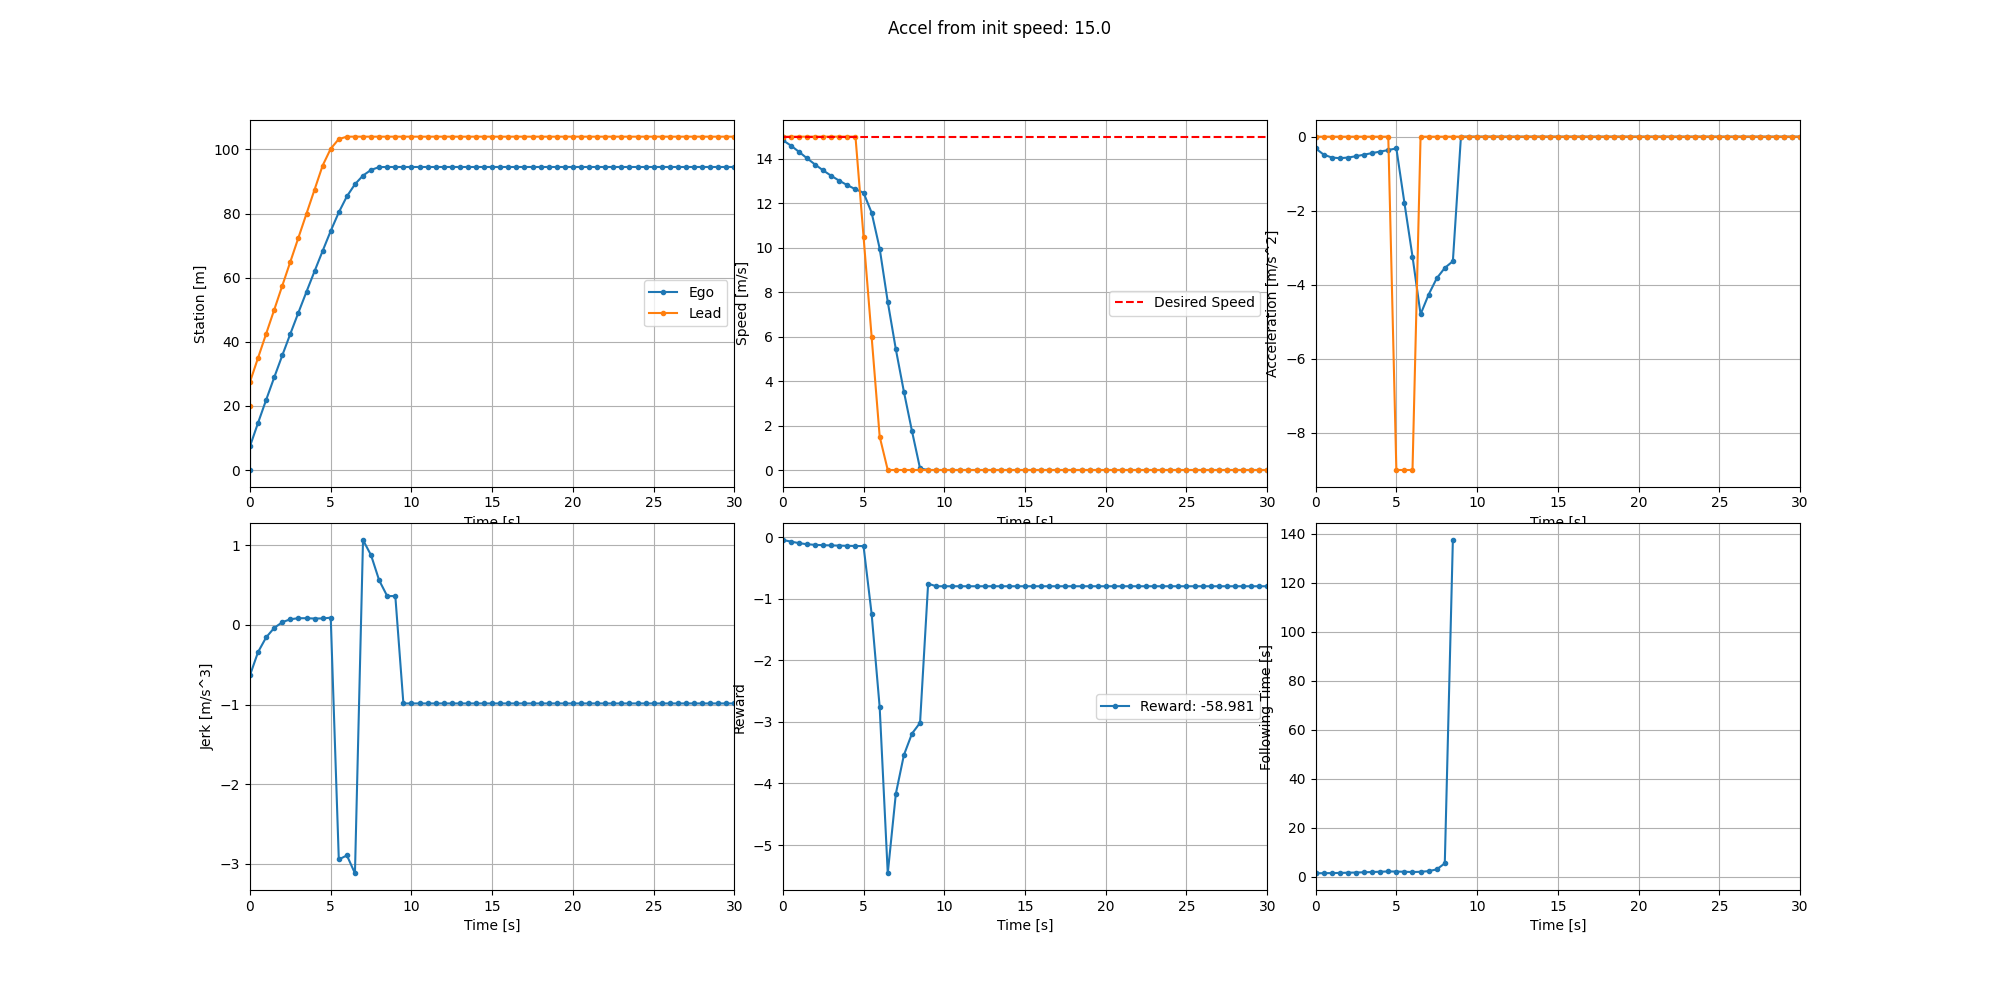 Accel from init speed: 15.0
Station [m]
100
80
60
40
20
0
Ego
Lead
0 5 10 15 20 25 30
Time [s]
Speed [m/s]
14
12
10
8
6
4
2
0
Desired Speed
0 5 10 15 20 25 30
Time [s]
Acceleration [m/s^2]
0
−2
−4
−6
−8
0 5 10 15 20 25 30
Time [s]
Jerk [m/s^3]
1
0
−1
−2
−3
0 5 10 15 20 25 30
Time [s]
Reward
0
−1
−2
−3
−4
−5
Reward: -58.981
0 5 10 15 20 25 30
Time [s]
Following Time [s]
140
120
100
80
60
40
20
0
0 5 10 15 20 25 30
Time [s]